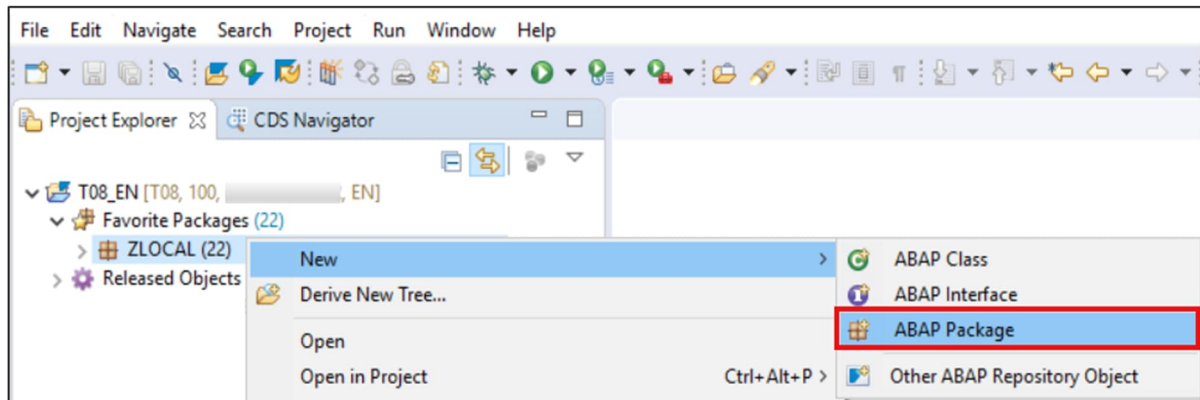 File Edit Navigate Search Project Run Window Help
Project Explorer CDS Navigator
T08_EN [T08, 100, , EN]
Favorite Packages (22)
ZLOCAL (22)
Released Objects
New
Derive New Tree...
Open
Open in Project Ctrl+Alt+P
ABAP Class
ABAP Interface
ABAP Package
Other ABAP Repository Object